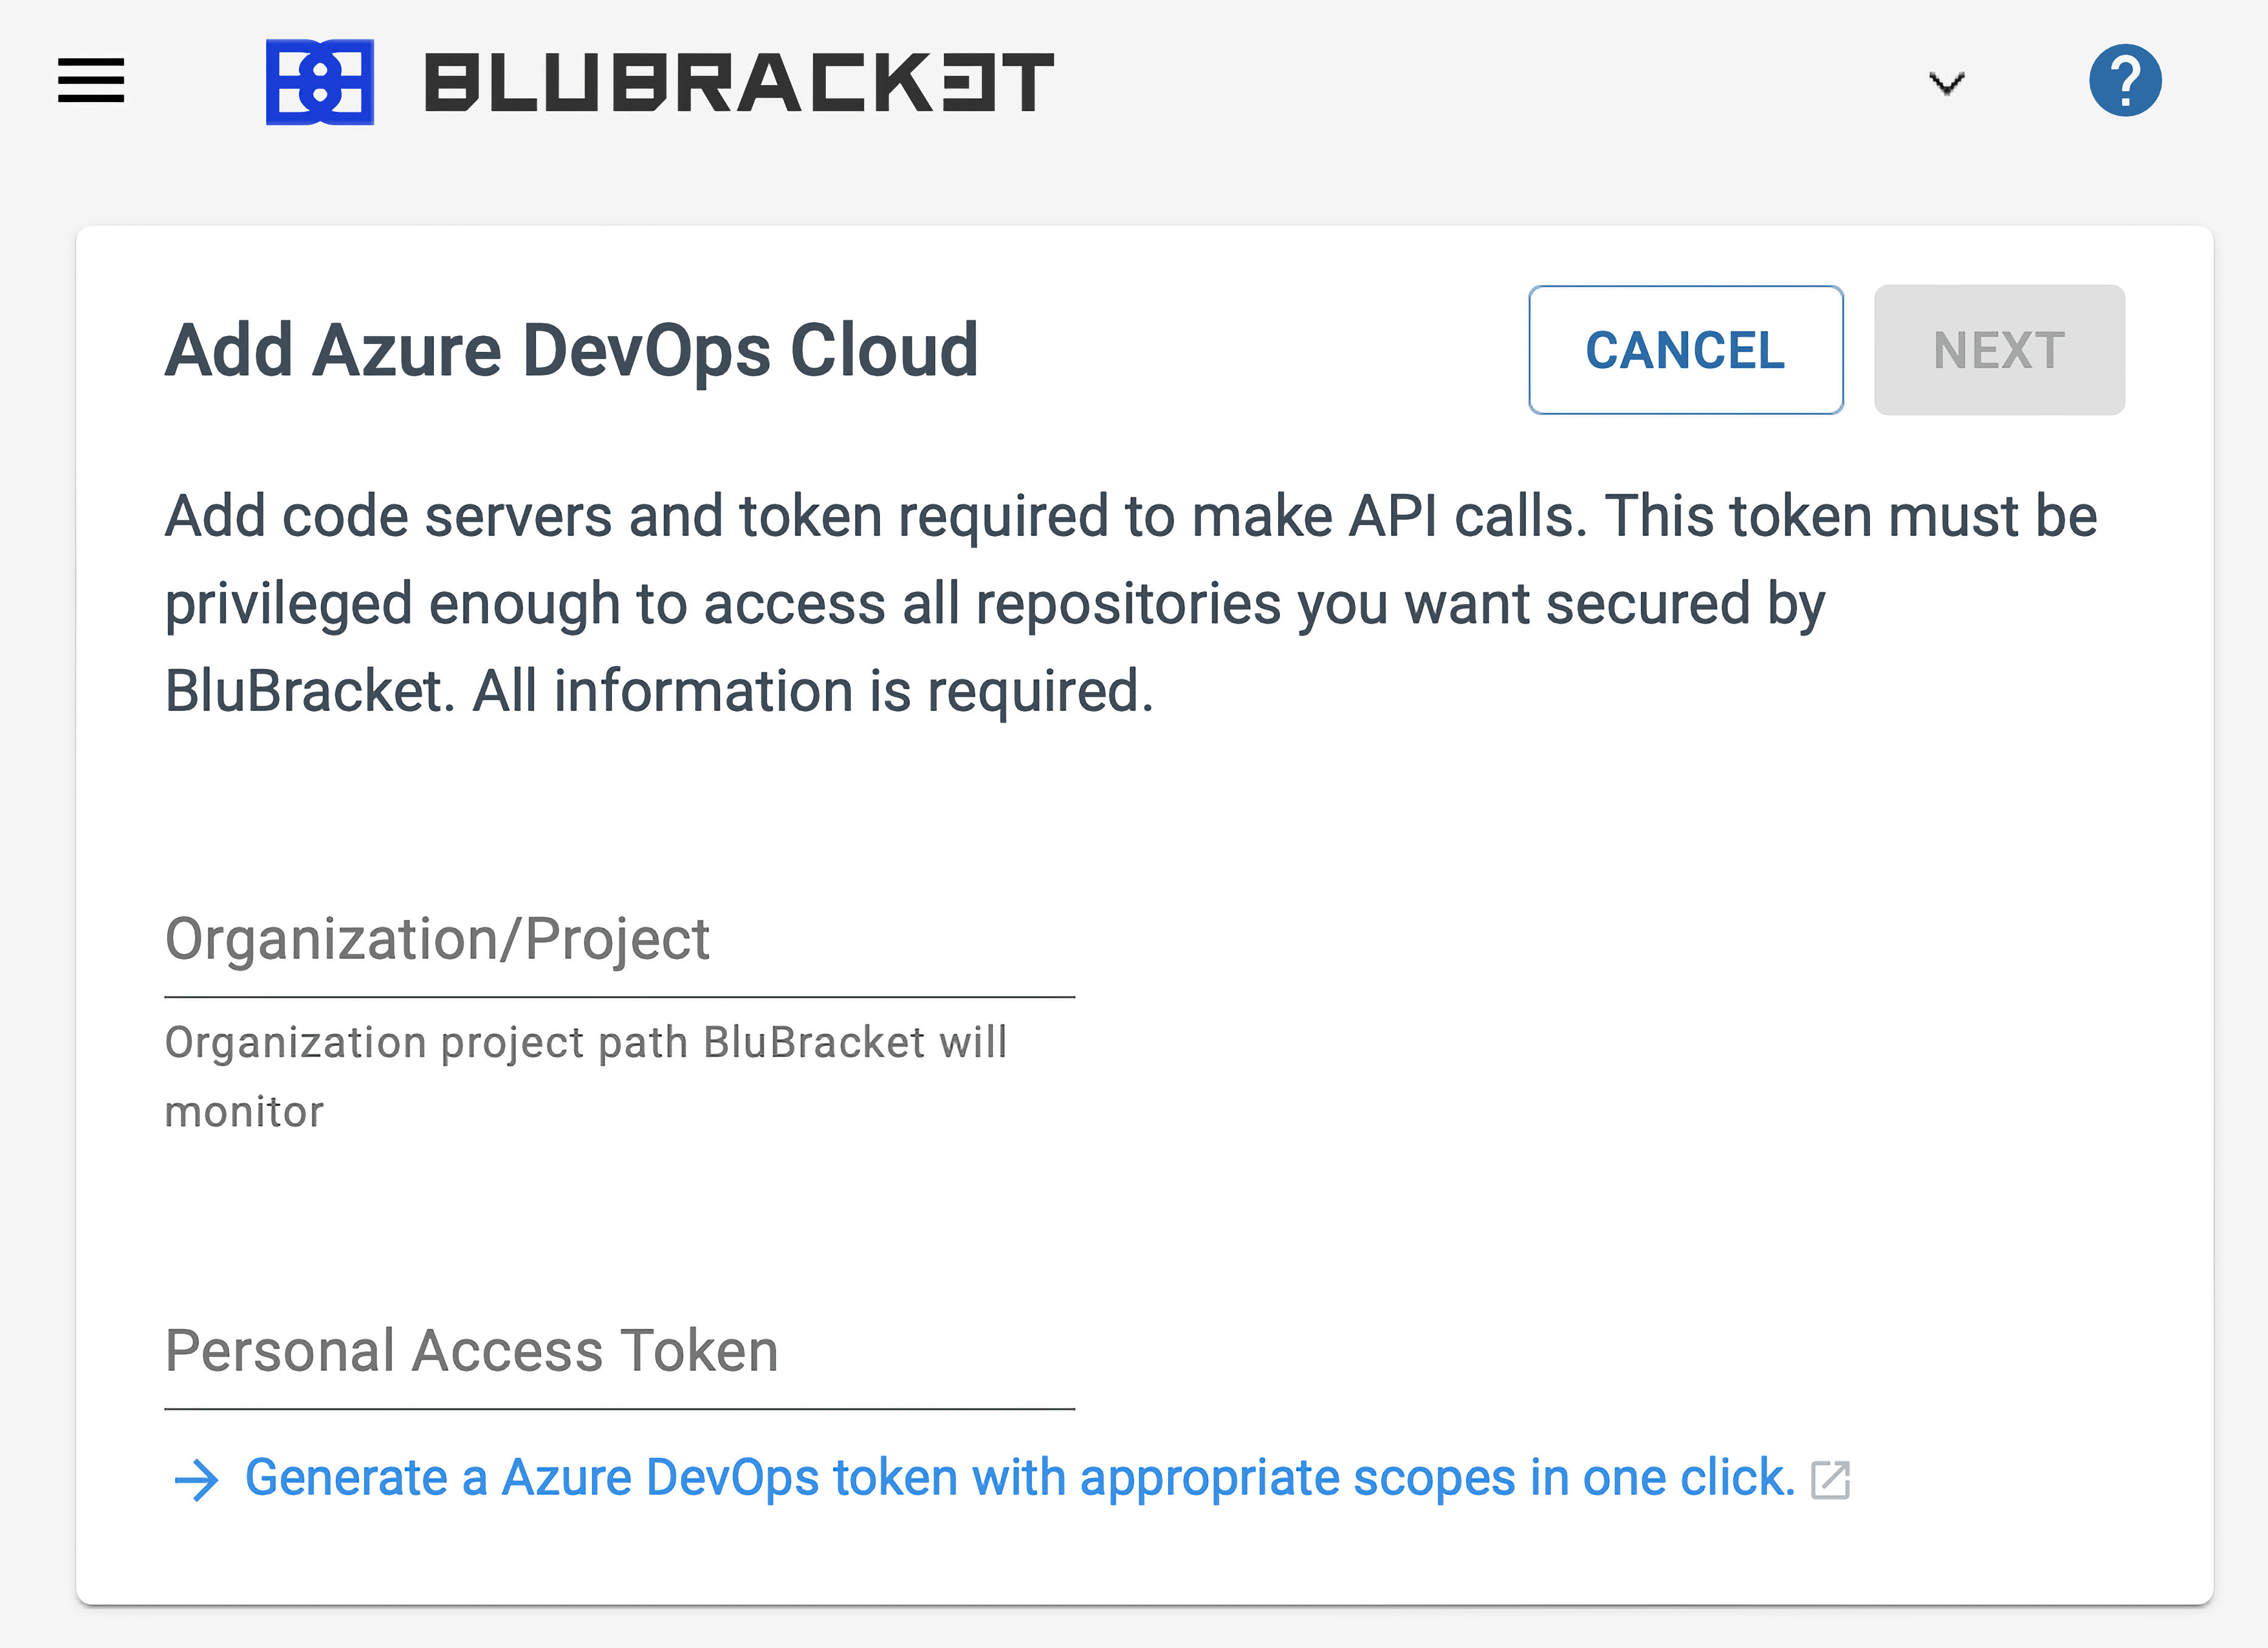 BLUBRACKET
?
Add Azure DevOps Cloud
CANCEL
NEXT
Add code servers and token required to make API calls. This token must be
privileged enough to access all repositories you want secured by
BluBracket. All information is required.
Organization/Project
Organization project path BluBracket will
monitor
Personal Access Token
Generate a Azure DevOps token with appropriate scopes in one click.